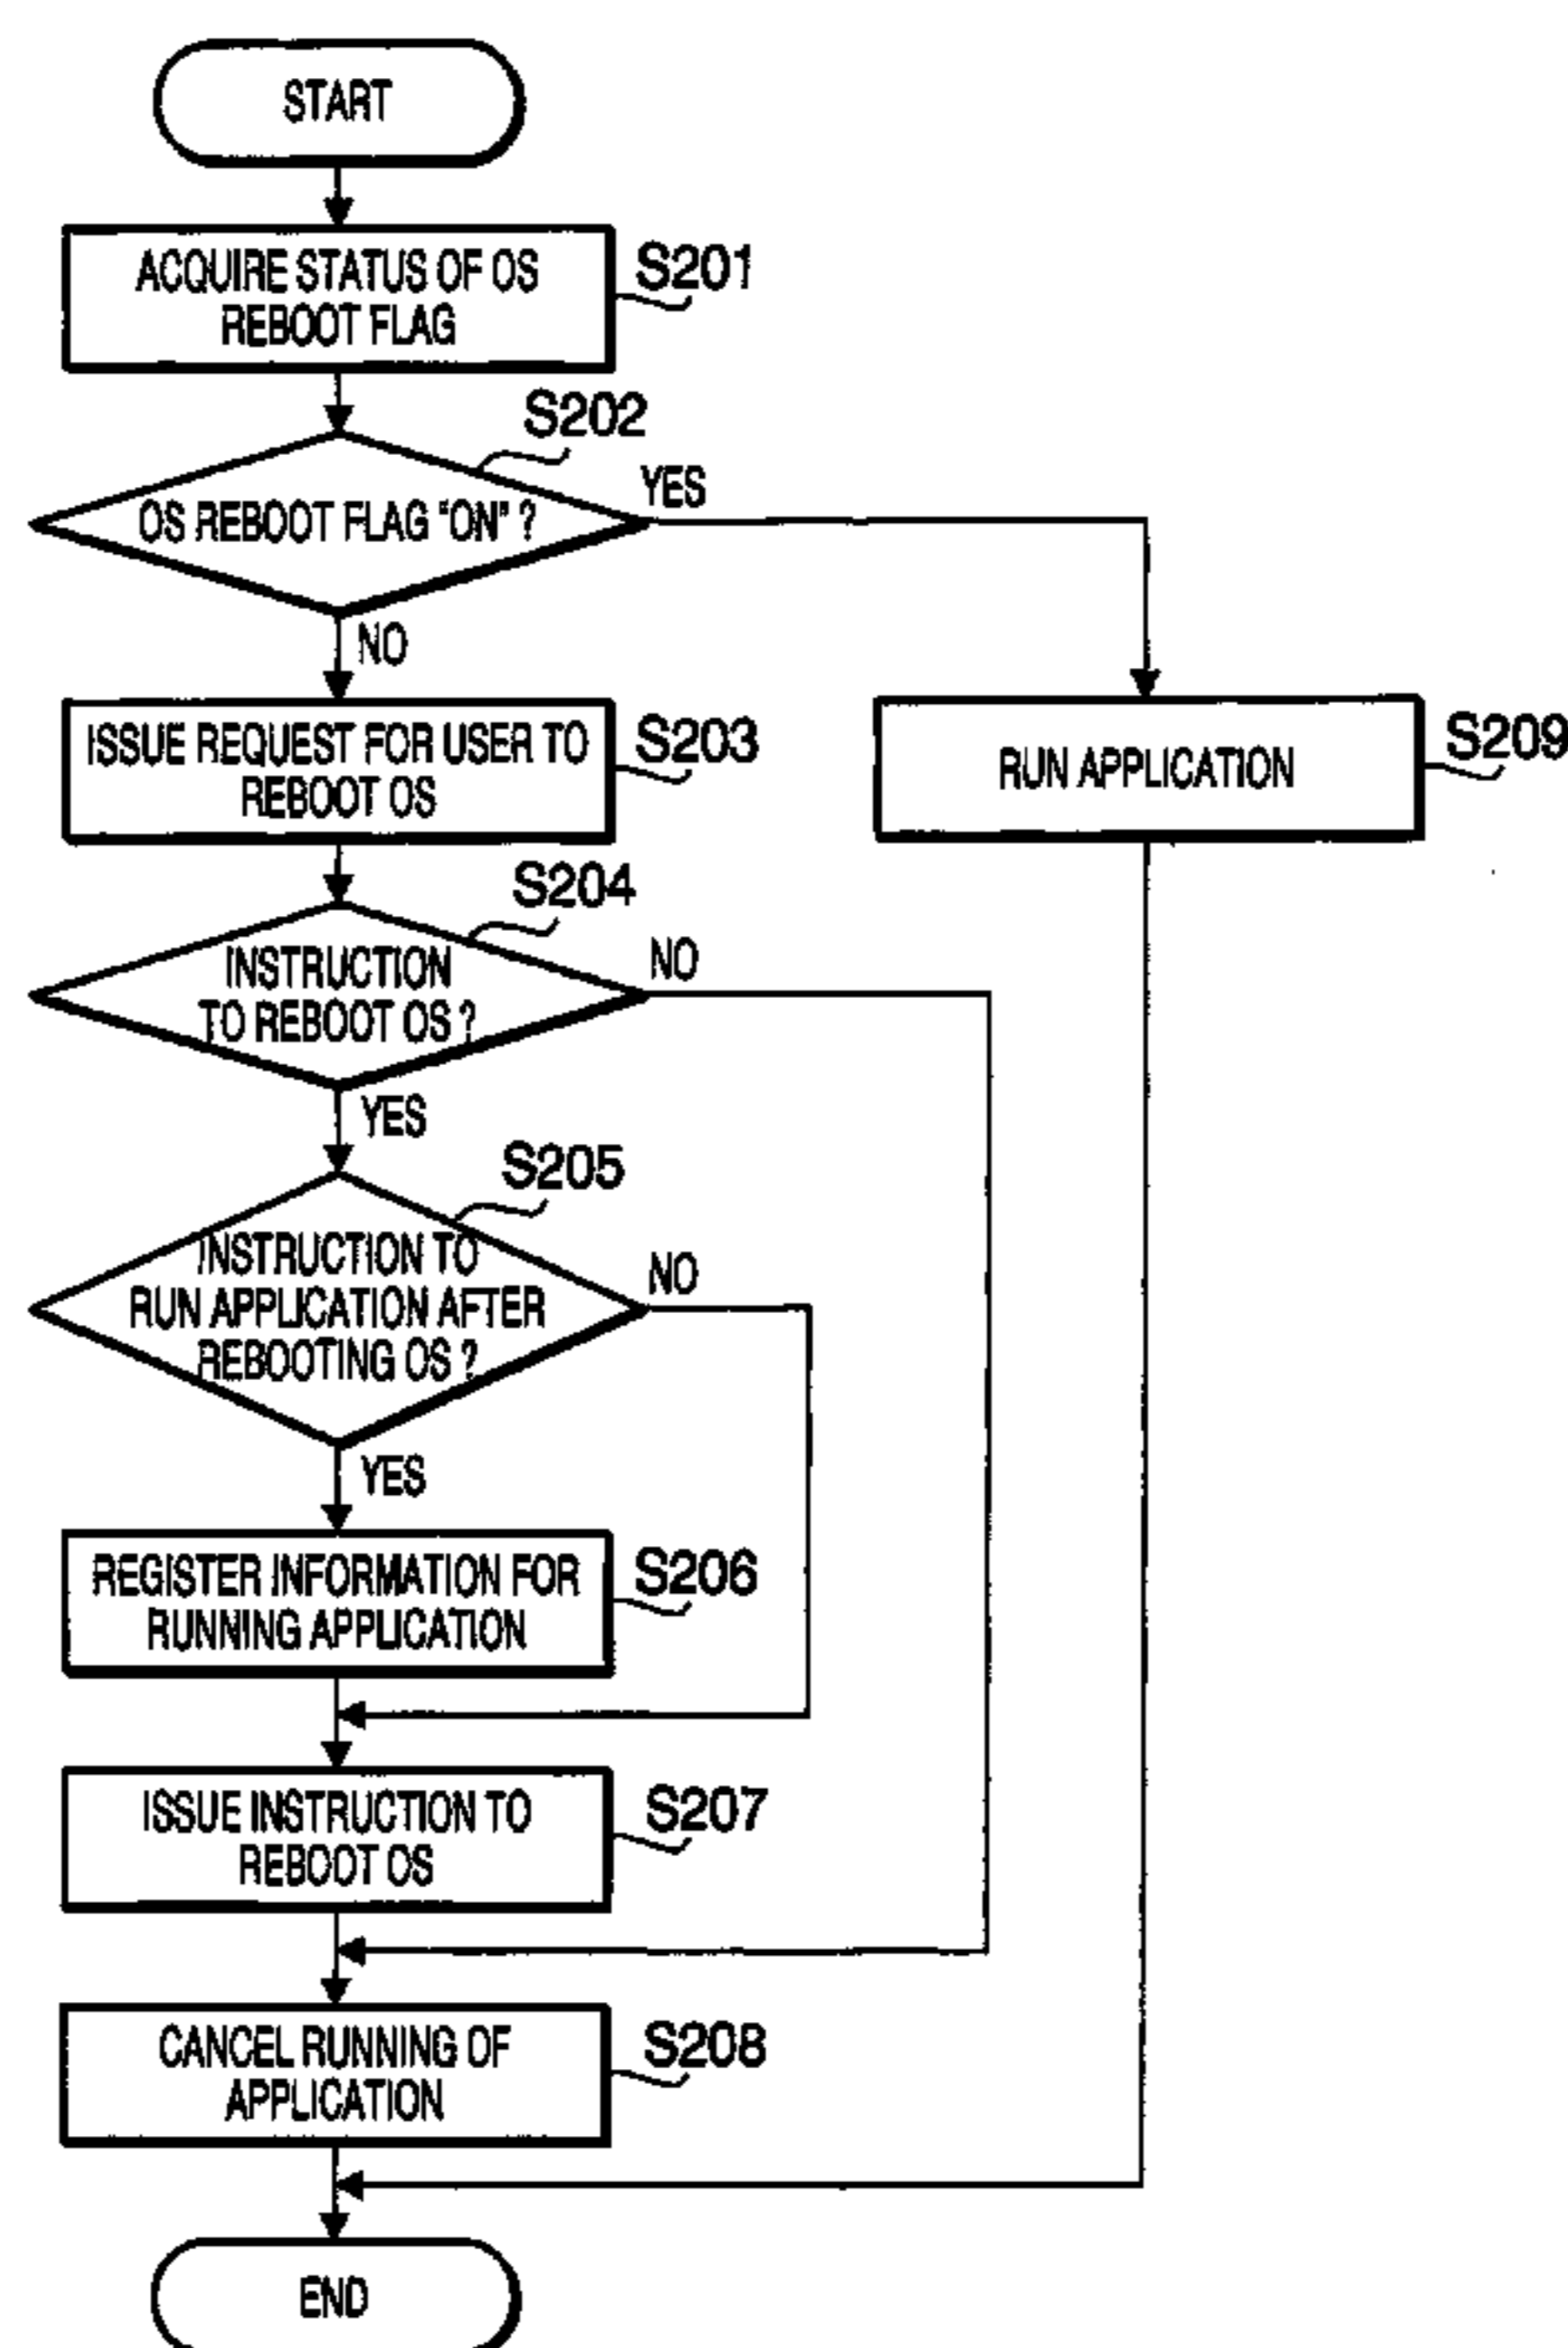 START
ACQUIRE STATUS OF OS
REBOOT FLAG
S201
S202
OS REBOOT FLAG "ON" ?
YES
NO
ISSUE REQUEST FOR USER TO
REBOOT OS
S203
RUN APPLICATION
S209
S204
INSTRUCTION
TO REBOOT OS ?
NO
YES
S205
INSTRUCTION TO
RUN APPLICATION AFTER
REBOOTING OS ?
NO
YES
REGISTER INFORMATION FOR
RUNNING APPLICATION
S206
ISSUE INSTRUCTION TO
REBOOT OS
S207
CANCEL RUNNING OF
APPLICATION
S208
END